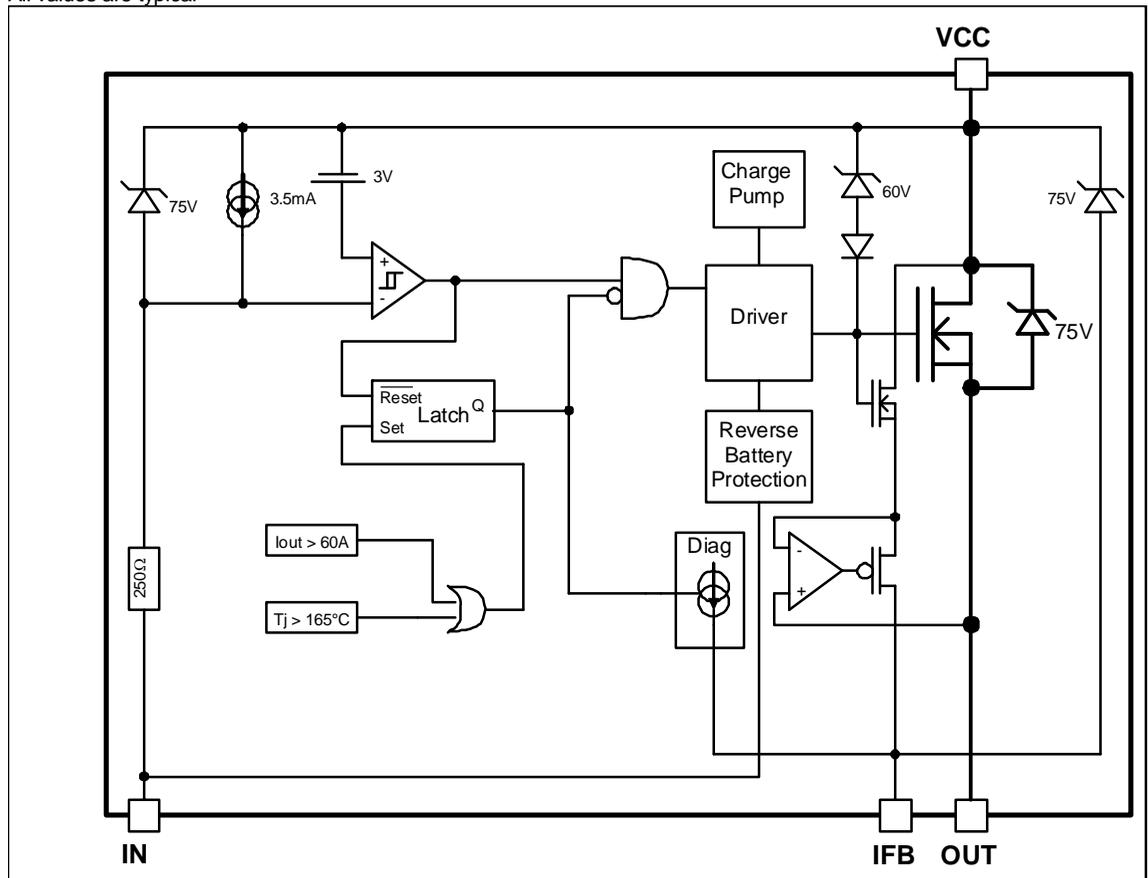 All values are typical
VCC
75V
3.5mA
3V
Charge
Pump
60V
75V
+
-
Driver
75V
Reset
Latch
Q
Set
Reverse
Battery
Protection
Iout > 60A
Diag
-
+
250Ω
Tj > 165°C
IN
IFB
OUT